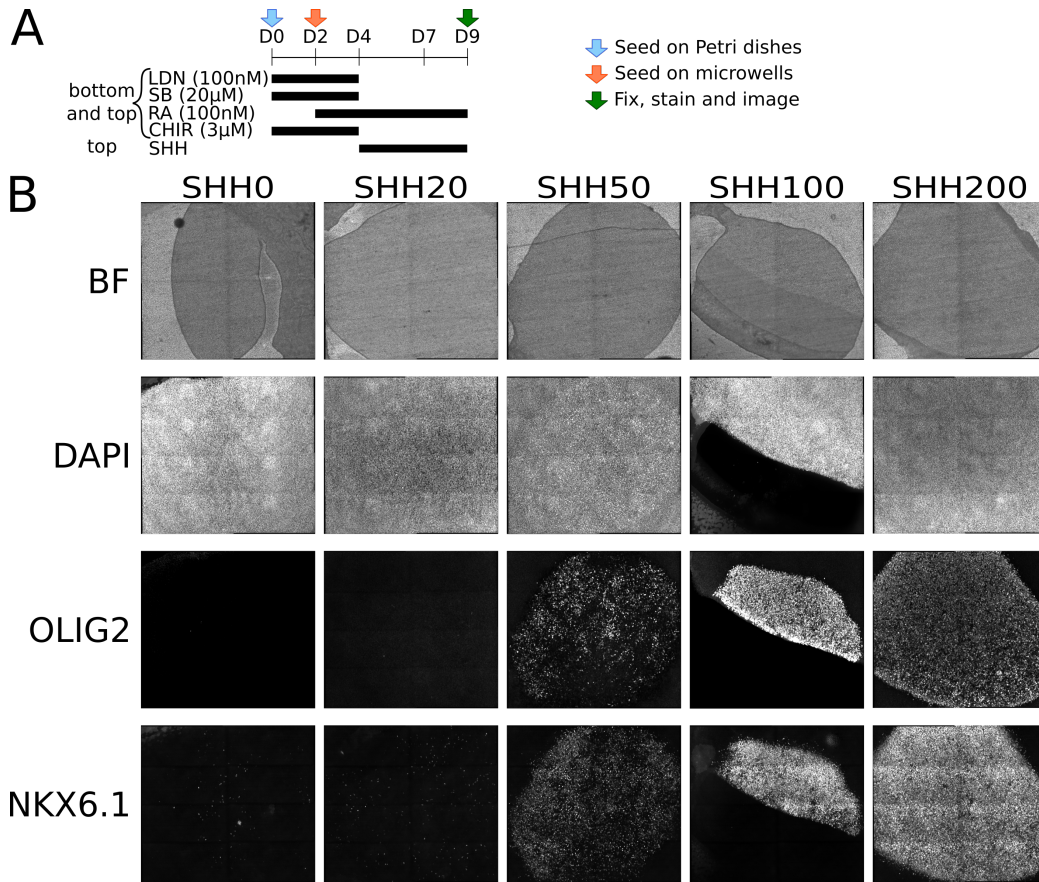 A
D0 D2 D4 D7 D9
Seed on Petri dishes
Seed on microwells
Fix, stain and image
bottom
and top
LDN (100nM)
SB (20µM)
RA (100nM)
CHIR (3µM)
top
SHH
B
SHH0 SHH20 SHH50 SHH100 SHH200
BF
DAPI
OLIG2
NKX6.1